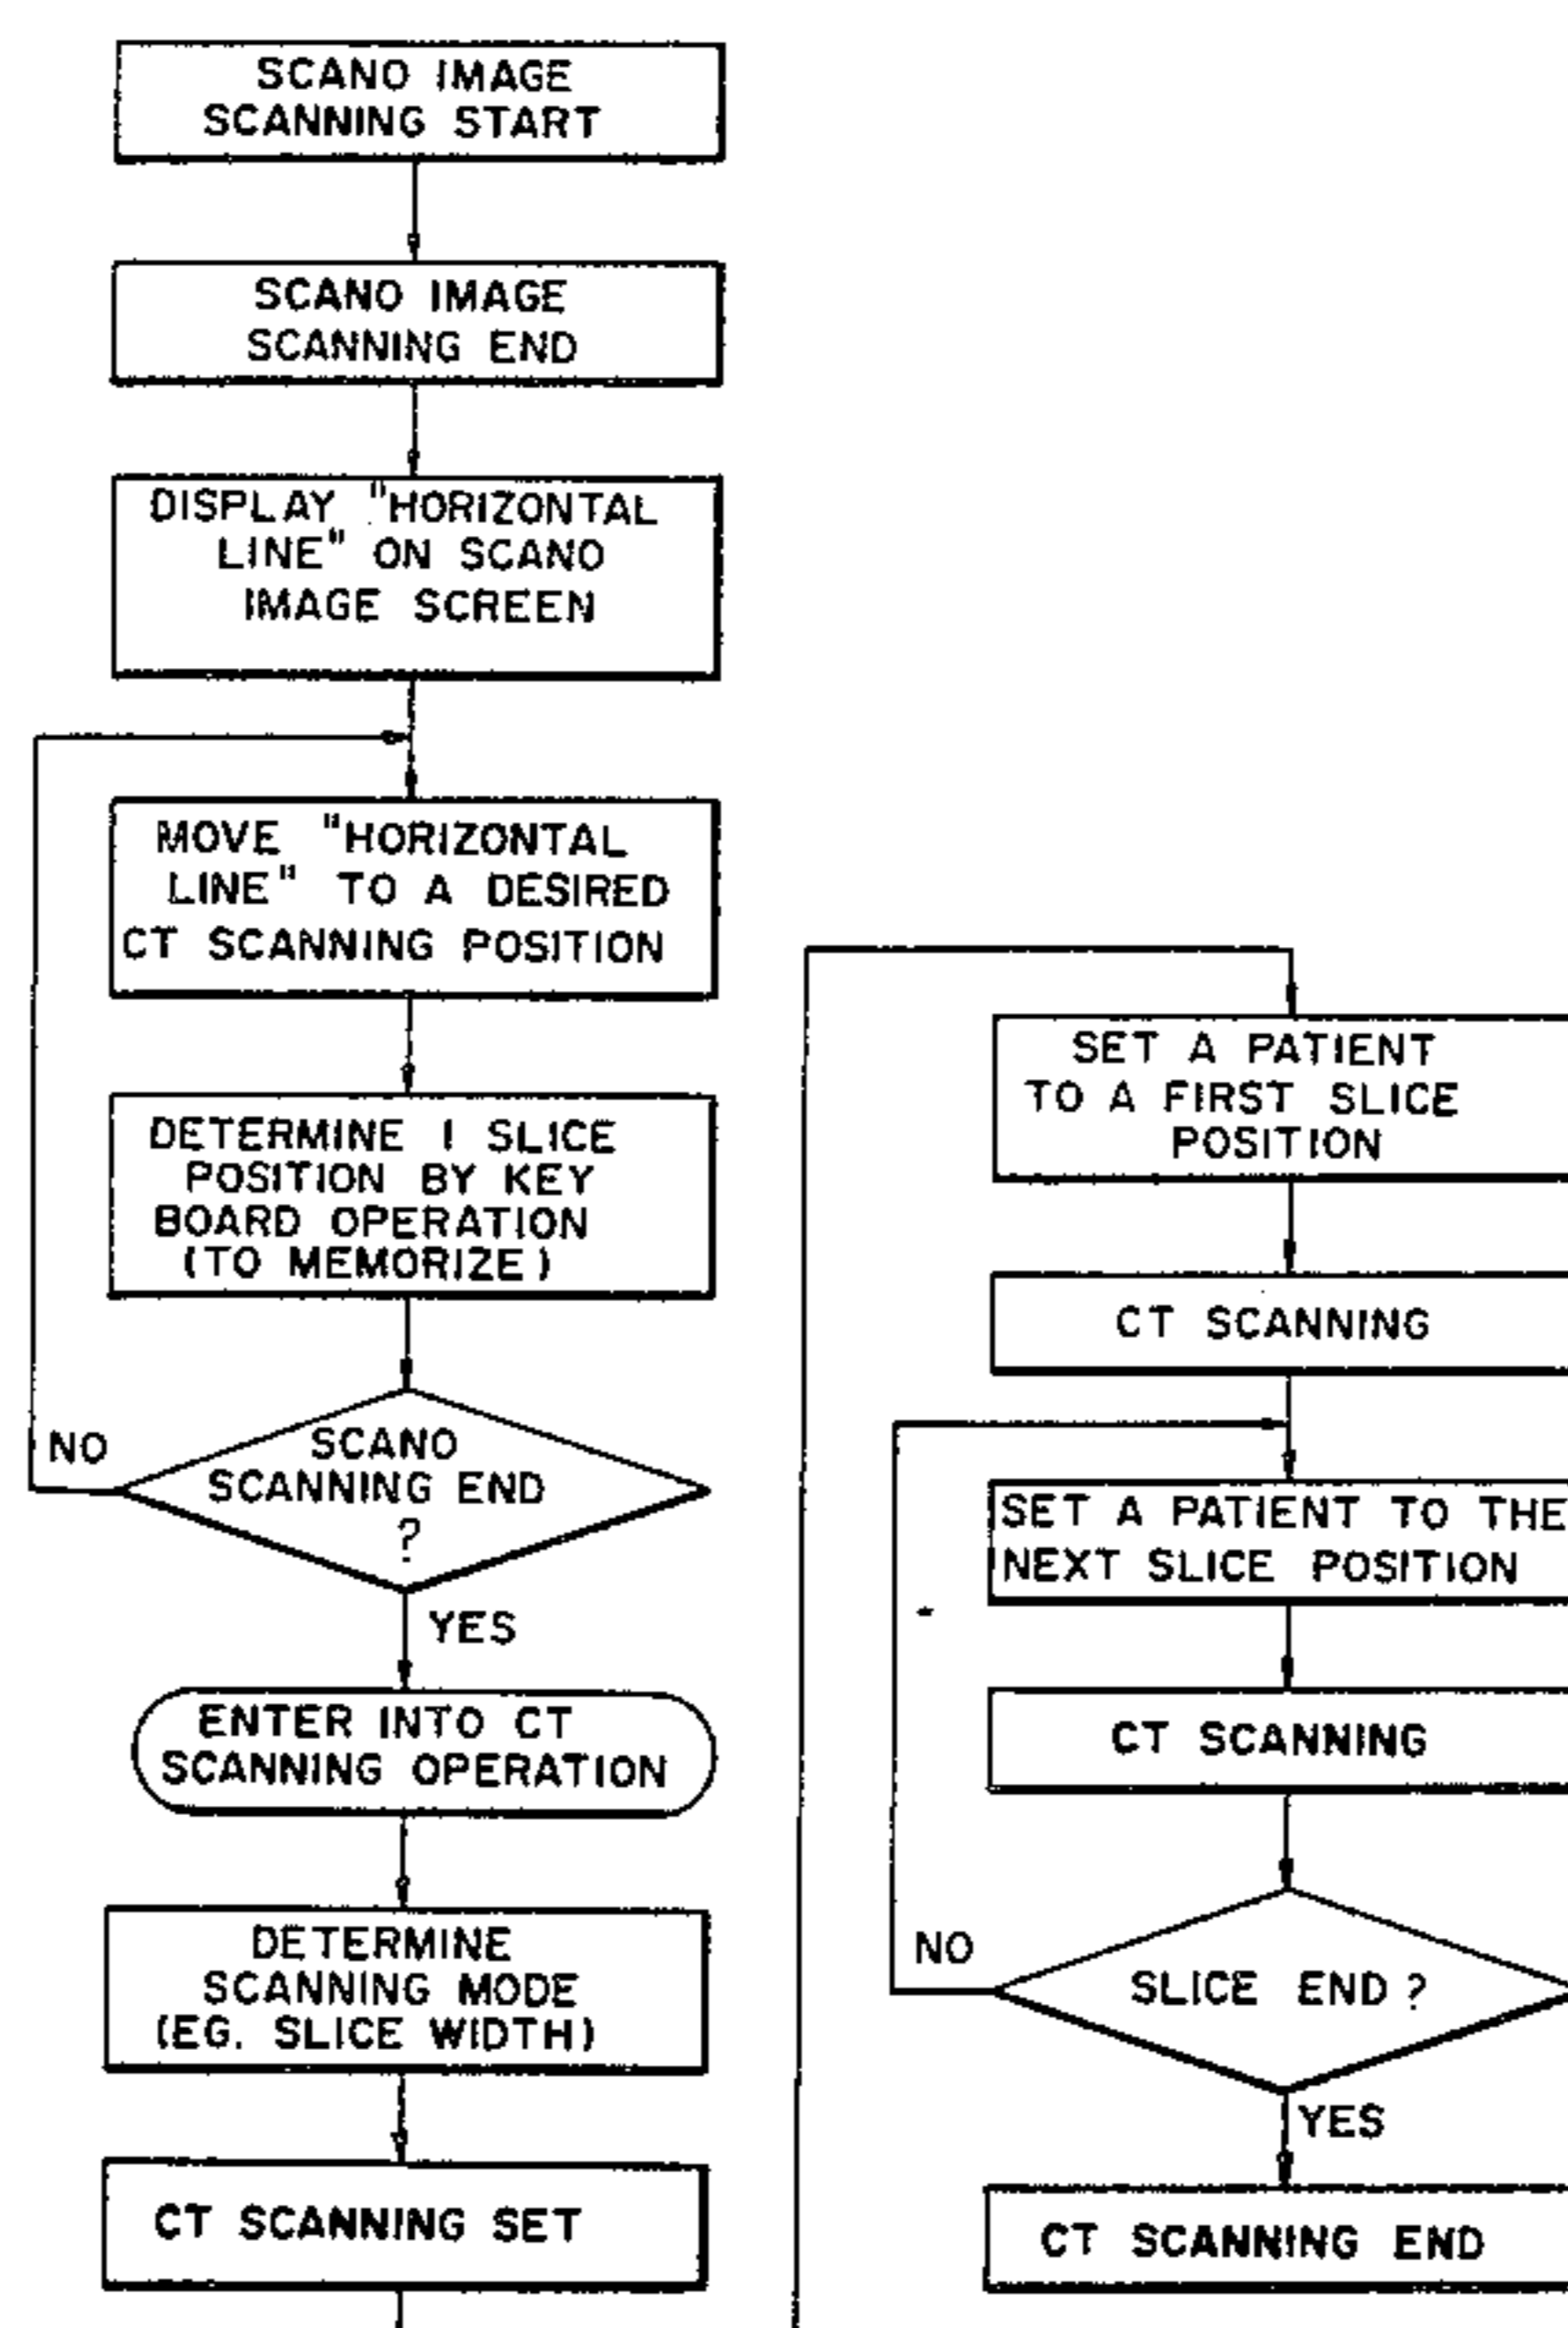 SCANO IMAGE
SCANNING START
SCANO IMAGE
SCANNING END
DISPLAY "HORIZONTAL
LINE" ON SCANO
IMAGE SCREEN
MOVE "HORIZONTAL
LINE" TO A DESIRED
CT SCANNING POSITION
DETERMINE 1 SLICE
POSITION BY KEY
BOARD OPERATION
(TO MEMORIZE)
SCANO
SCANNING END
?
NO
YES
ENTER INTO CT
SCANNING OPERATION
DETERMINE
SCANNING MODE
(EG. SLICE WIDTH)
CT SCANNING SET
SET A PATIENT
TO A FIRST SLICE
POSITION
CT SCANNING
SET A PATIENT TO THE
NEXT SLICE POSITION
CT SCANNING
SLICE END ?
NO
YES
CT SCANNING END